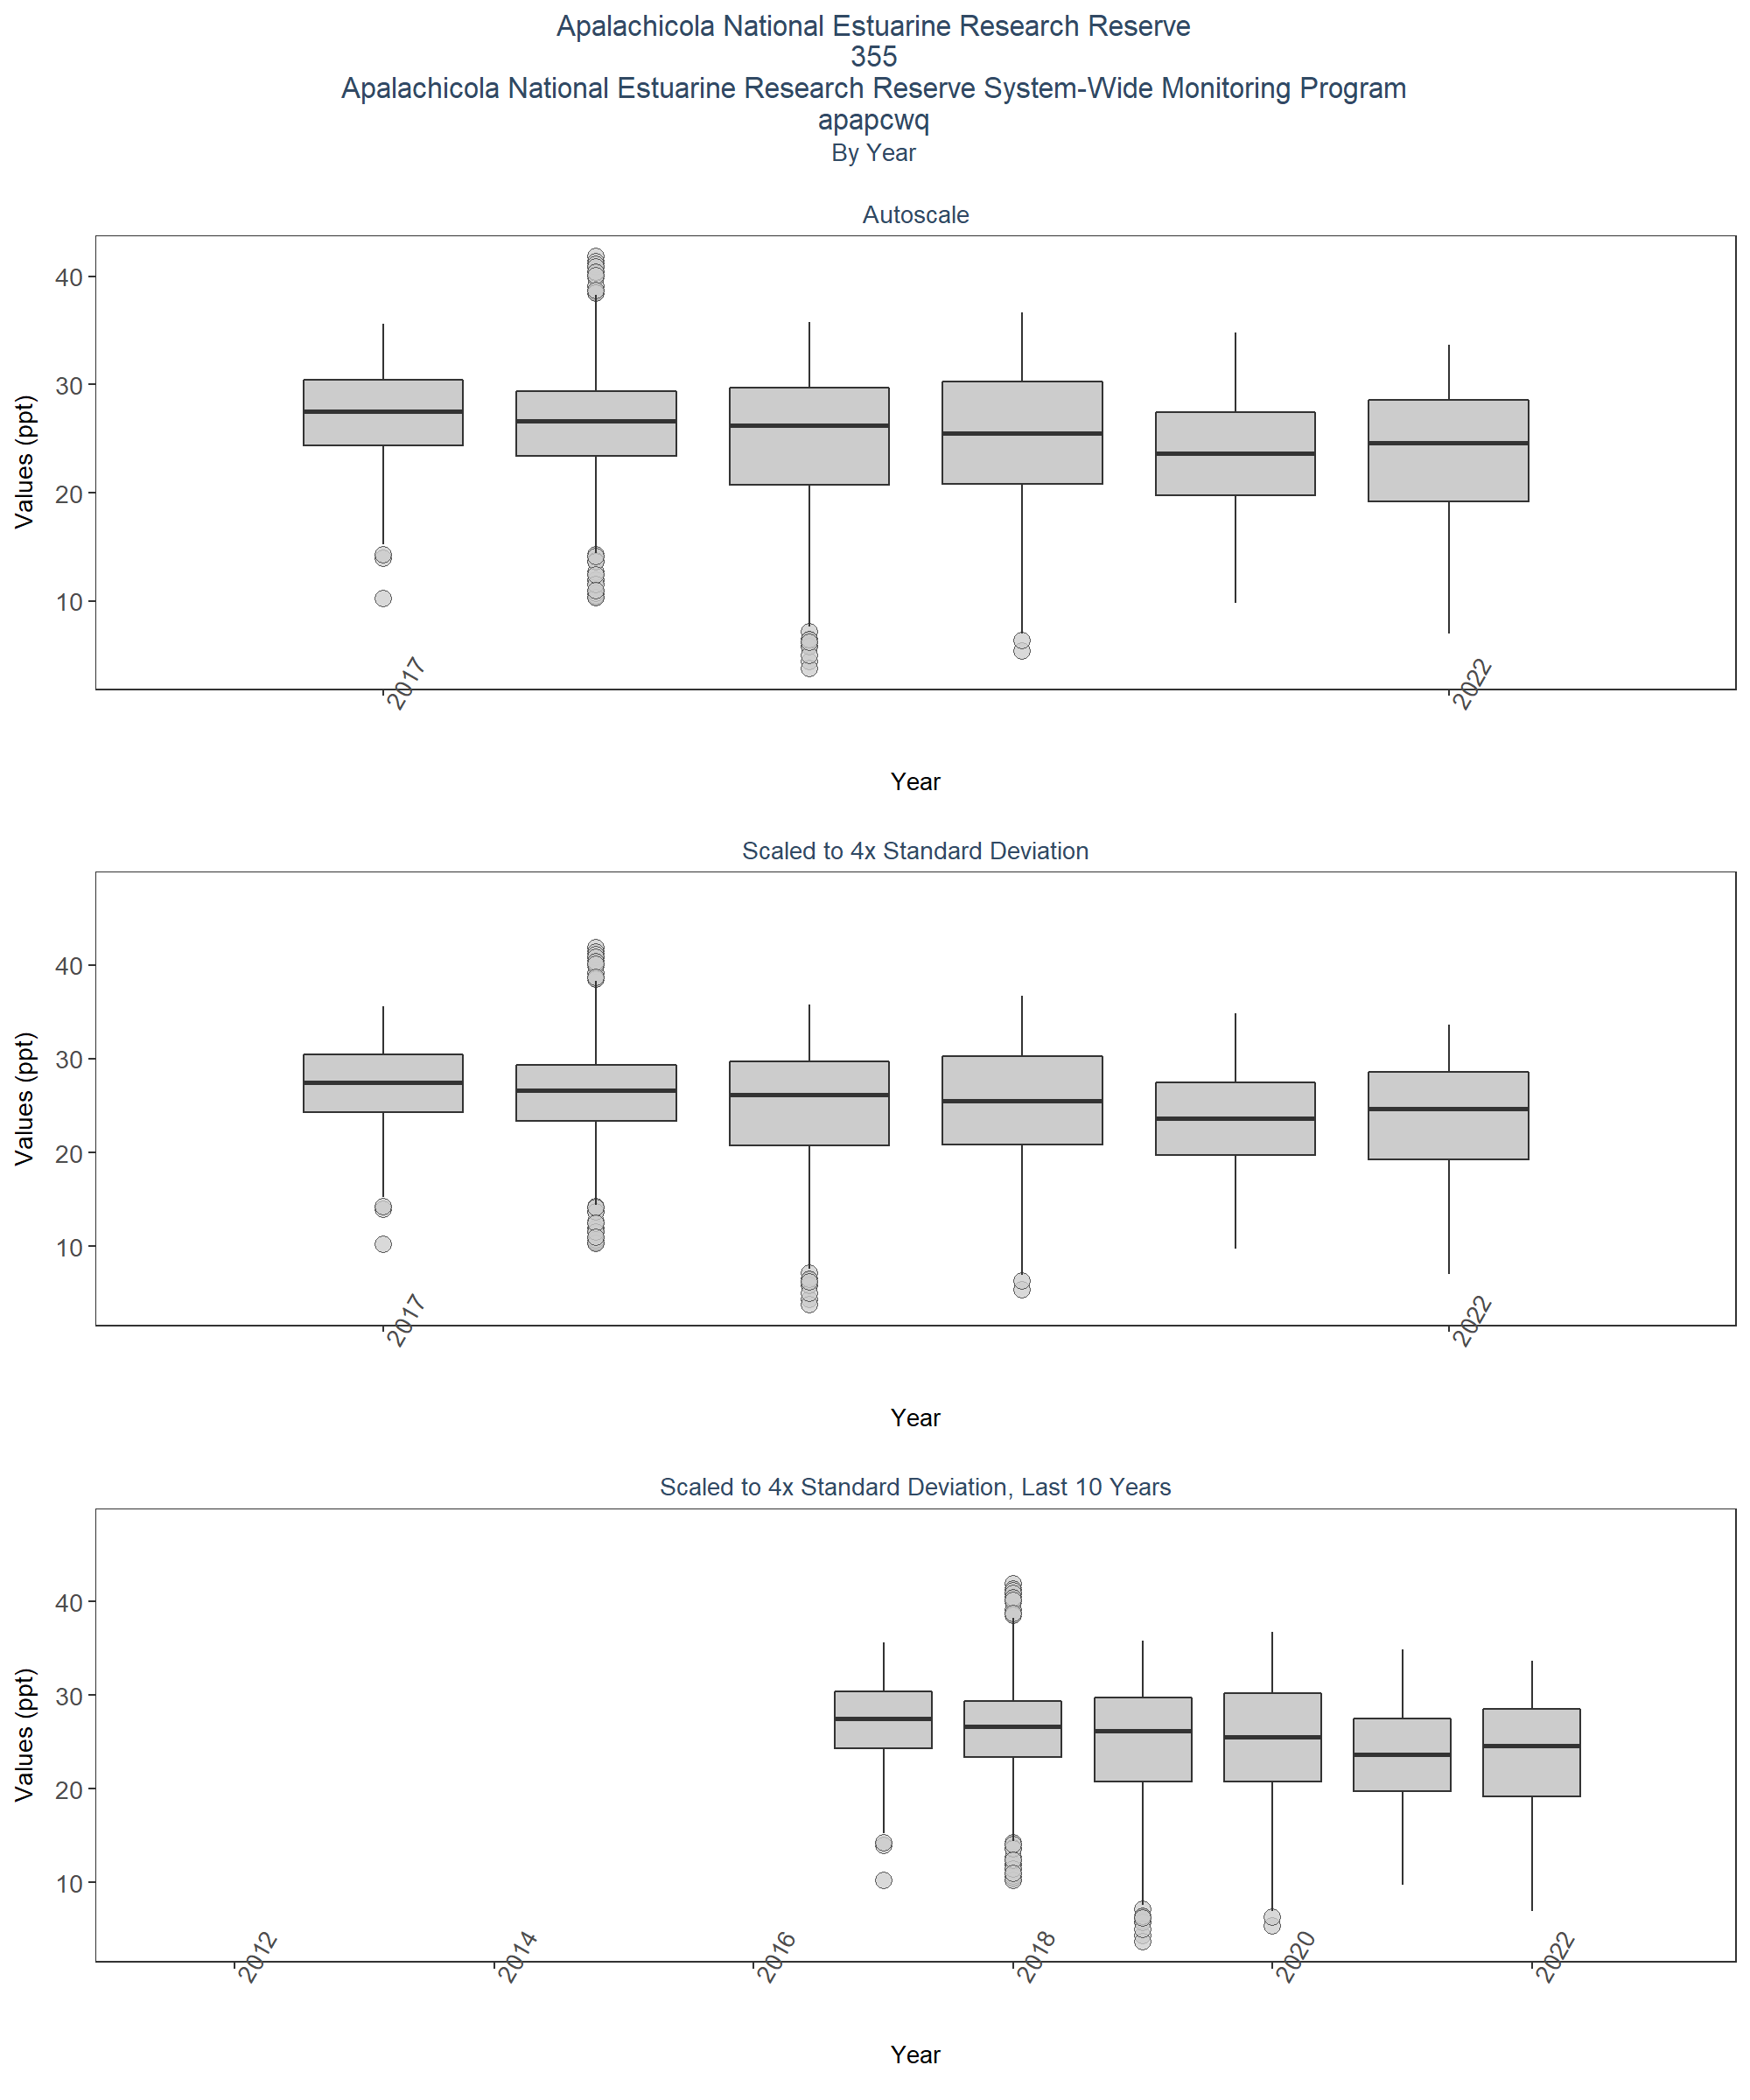 Apalachicola National Estuarine Research Reserve
355
Apalachicola National Estuarine Research Reserve System-Wide Monitoring Program
apapcwq
By Year
Autoscale
Values (ppt)
40
30
20
10
2017
2022
Year
Scaled to 4x Standard Deviation
Values (ppt)
40
30
20
10
2017
2022
Year
Scaled to 4x Standard Deviation, Last 10 Years
Values (ppt)
40
30
20
10
2012
2014
2016
2018
2020
2022
Year